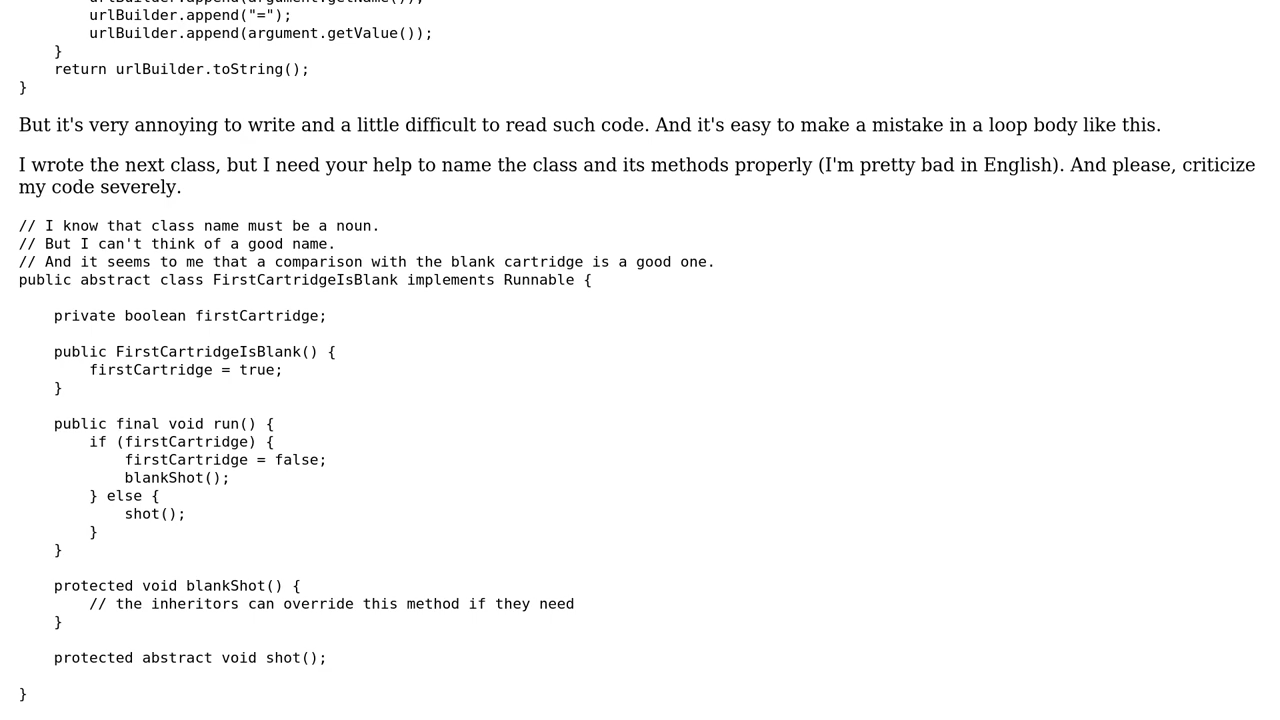 urlBuilder.append(argument.getName());
urlBuilder.append("=");
urlBuilder.append(argument.getValue());
}
return urlBuilder.toString();
}
But it's very annoying to write and a little difficult to read such code. And it's easy to make a mistake in a loop body like this.
I wrote the next class, but I need your help to name the class and its methods properly (I'm pretty bad in English). And please, criticize
my code severely.
// I know that class name must be a noun.
// But I can't think of a good name.
// And it seems to me that a comparison with the blank cartridge is a good one.
public abstract class FirstCartridgeIsBlank implements Runnable {
private boolean firstCartridge;
public FirstCartridgeIsBlank() {
firstCartridge = true;
}
public final void run() {
if (firstCartridge) {
firstCartridge = false;
blankShot();
} else {
shot();
}
}
protected void blankShot() {
// the inheritors can override this method if they need
}
protected abstract void shot();
}